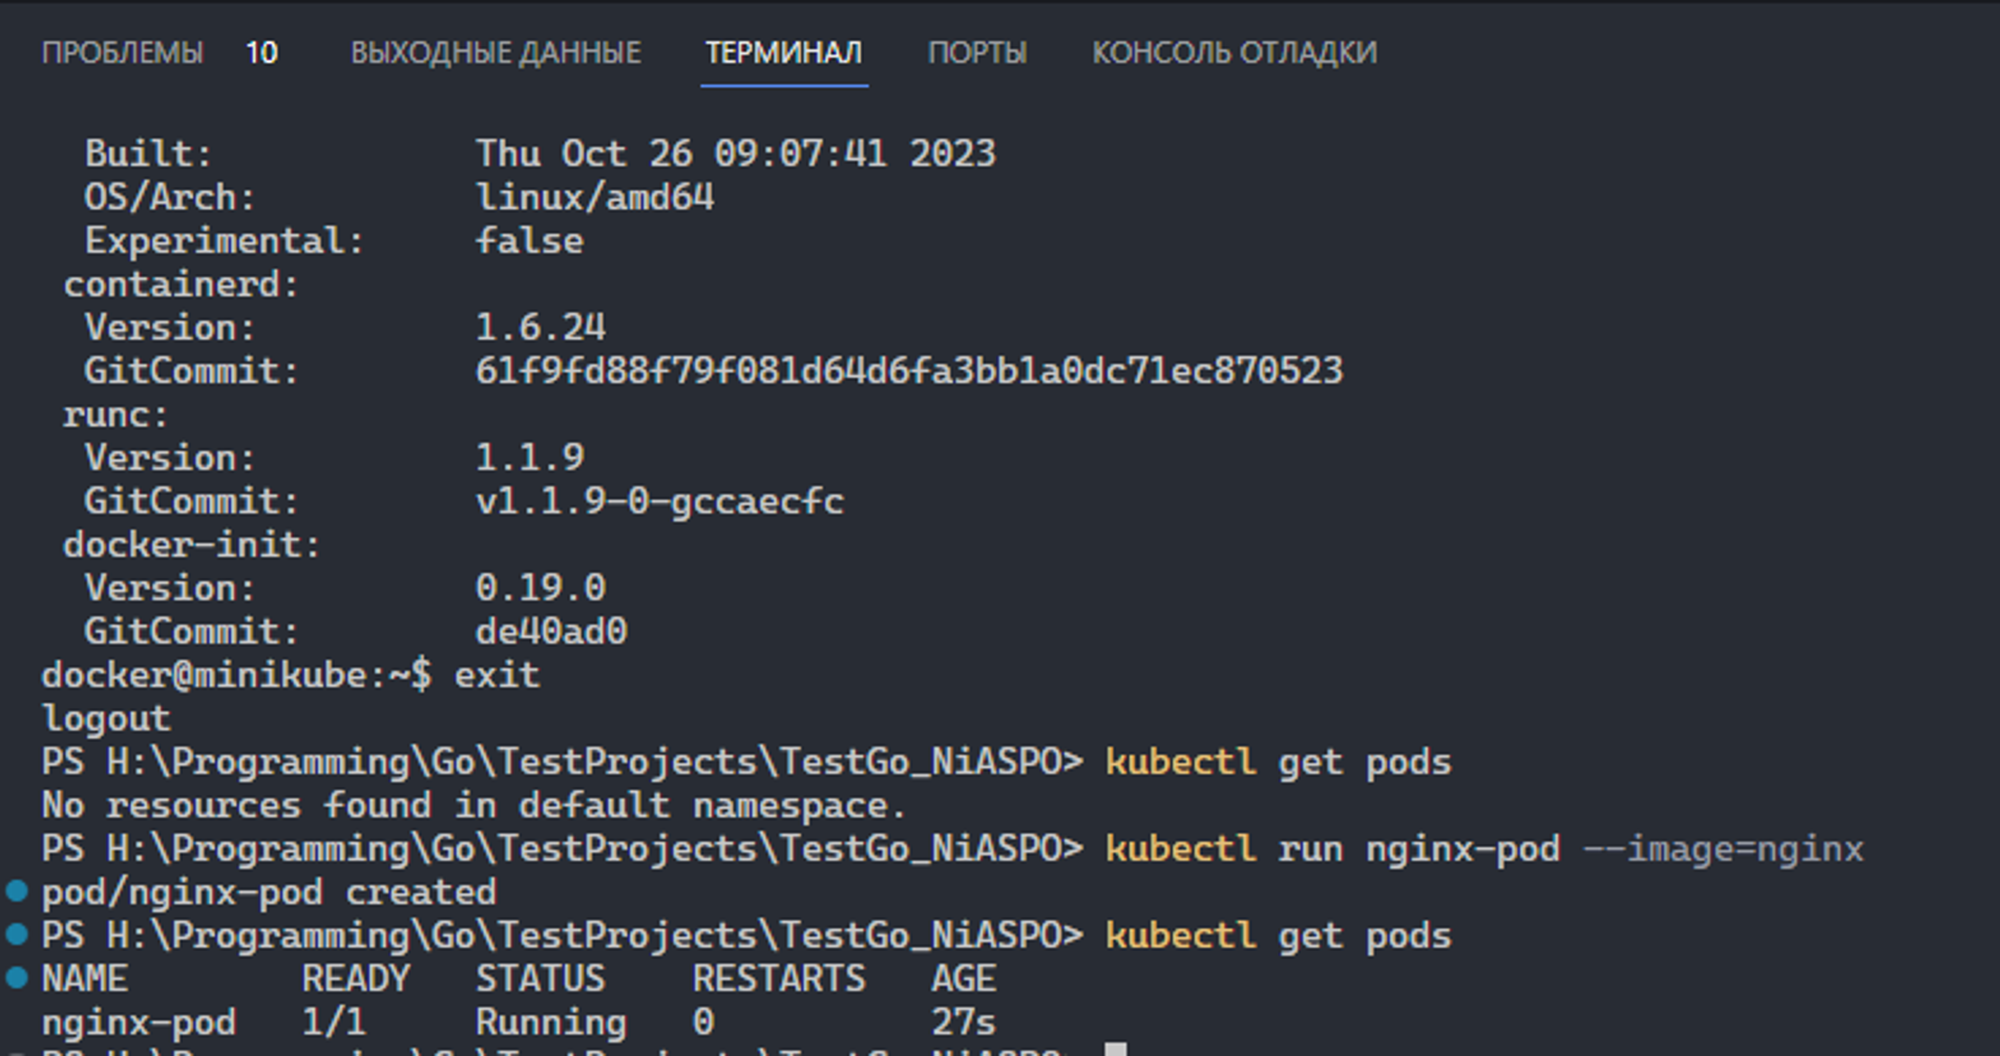 ПРОБЛЕМЫ 10 ВЫХОДНЫЕ ДАННЫЕ ТЕРМИНАЛ ПОРТЫ КОНСОЛЬ ОТЛАДКИ
Built: Thu Oct 26 09:07:41 2023
OS/Arch: linux/amd64
Experimental: false
containerd:
Version: 1.6.24
GitCommit: 61f9fd88f79f081d64d6fa3bb1a0dc71ec870523
runc:
Version: 1.1.9
GitCommit: v1.1.9-0-gccaecfc
docker-init:
Version: 0.19.0
GitCommit: de40ad0
docker@minikube:~$ exit
logout
PS H:\Programming\Go\TestProjects\TestGo_NiASPO> kubectl get pods
No resources found in default namespace.
PS H:\Programming\Go\TestProjects\TestGo_NiASPO> kubectl run nginx-pod --image=nginx
pod/nginx-pod created
PS H:\Programming\Go\TestProjects\TestGo_NiASPO> kubectl get pods
NAME READY STATUS RESTARTS AGE
nginx-pod 1/1 Running 0 27s
PS H:\Programming\Go\TestProjects\TestGo_NiASPO>